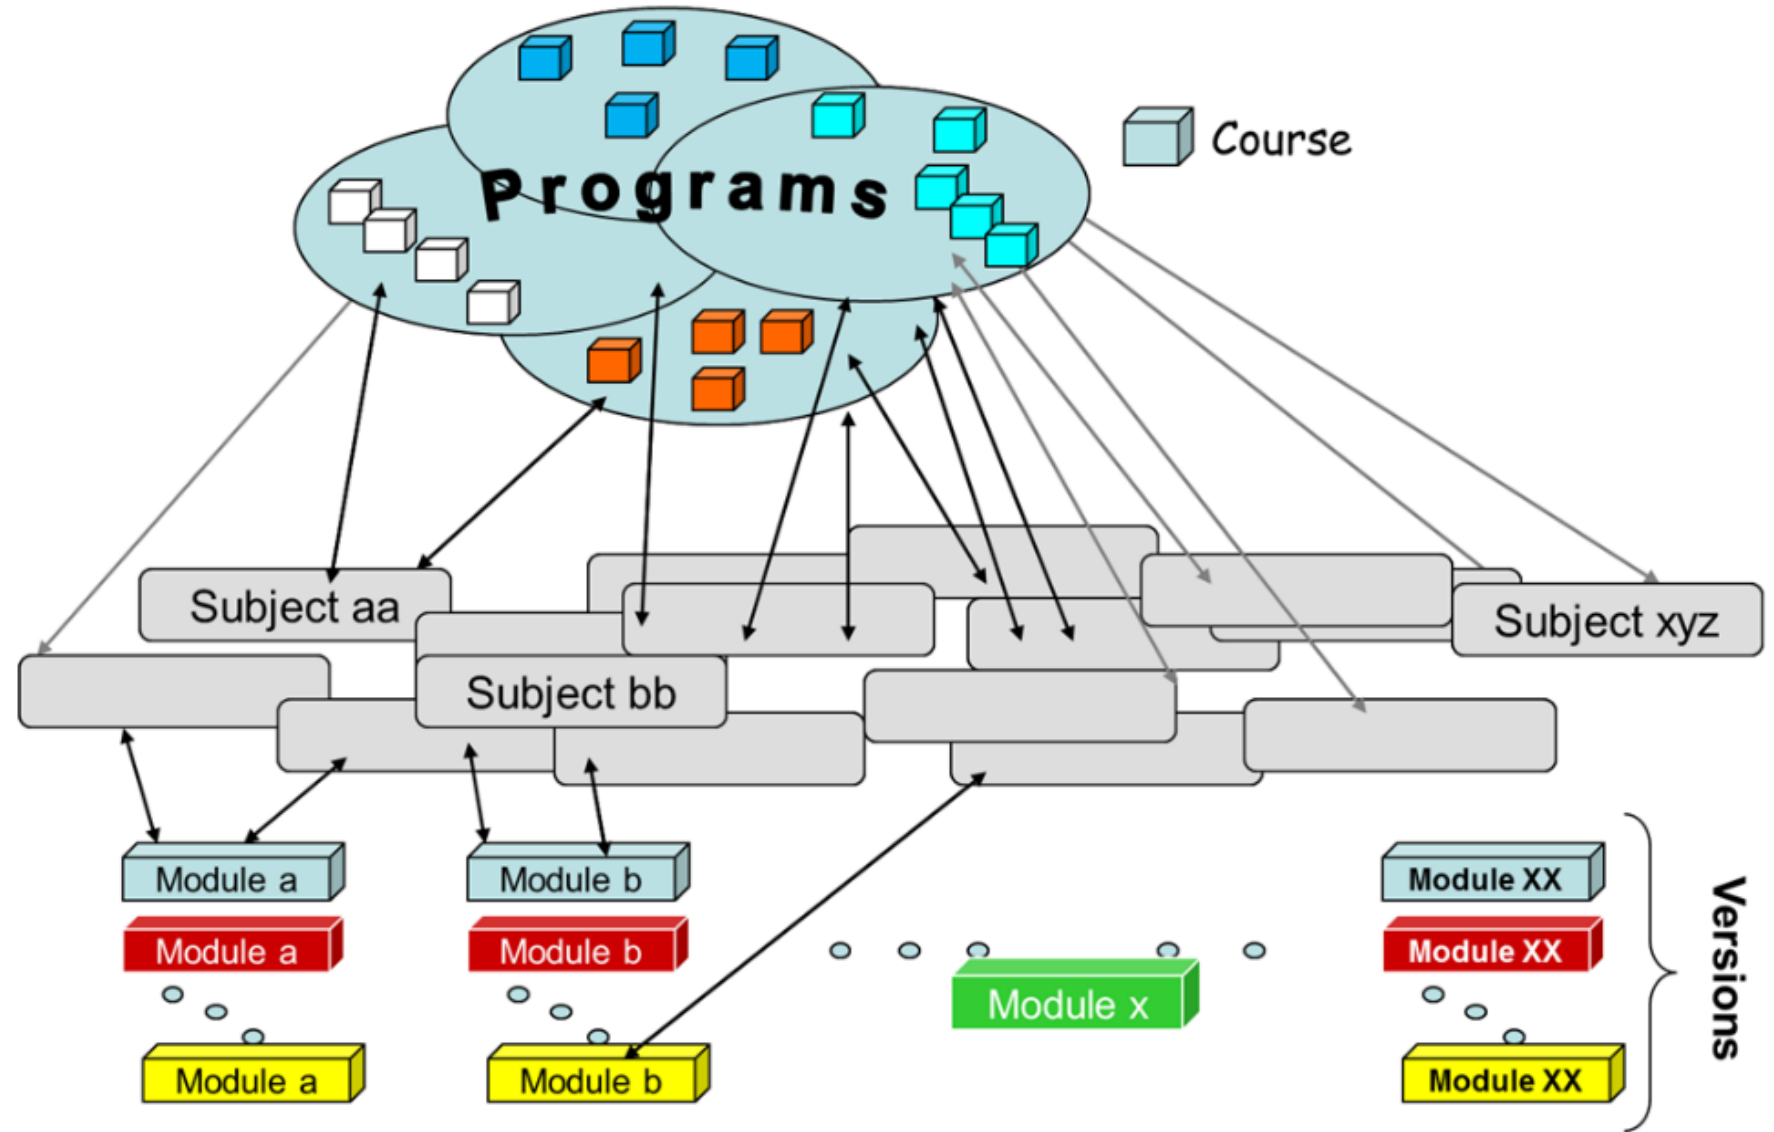 Programs
Course
Subject aa
Subject xyz
Subject bb
Module a
Module b
Module XX
Module a
Module b
Module XX
Module x
Module a
Module b
Module XX
Versions